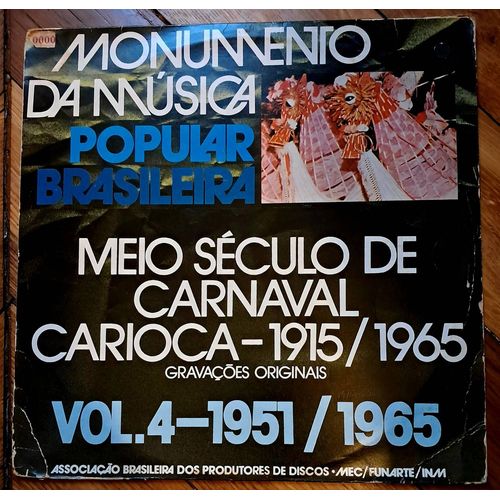 0000
MONUMENTO
DA MÚSICA
POPULAR
BRASILEIRA
MEIO SÉCULO DE
CARNAVAL
CARIOCA-1915/1965
GRAVAÇÕES ORIGINAIS
VOL.4-1951/1965
ASSOCIAÇÃO BRASILEIRA DOS PRODUTORES DE DISCOS • MEC/FUNARTE/INM